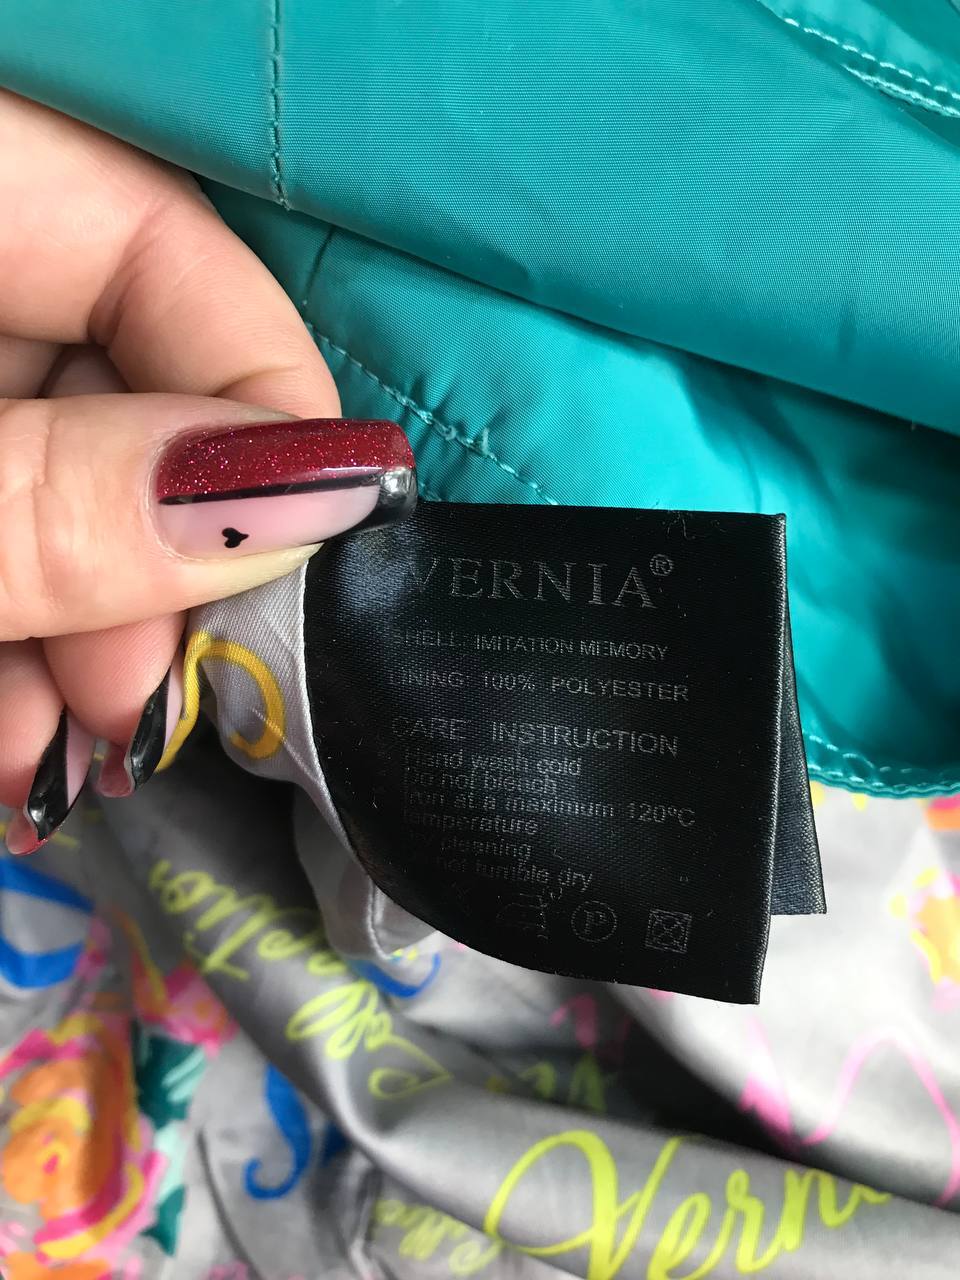 VERNIA®
SHELL: IMITATION MEMORY
LINING: 100% POLYESTER
CARE INSTRUCTION
Hand wash cold
Do not bleach
Iron at a maximum 120°C
temperature
cleaning
not tumble dry
P
Verni